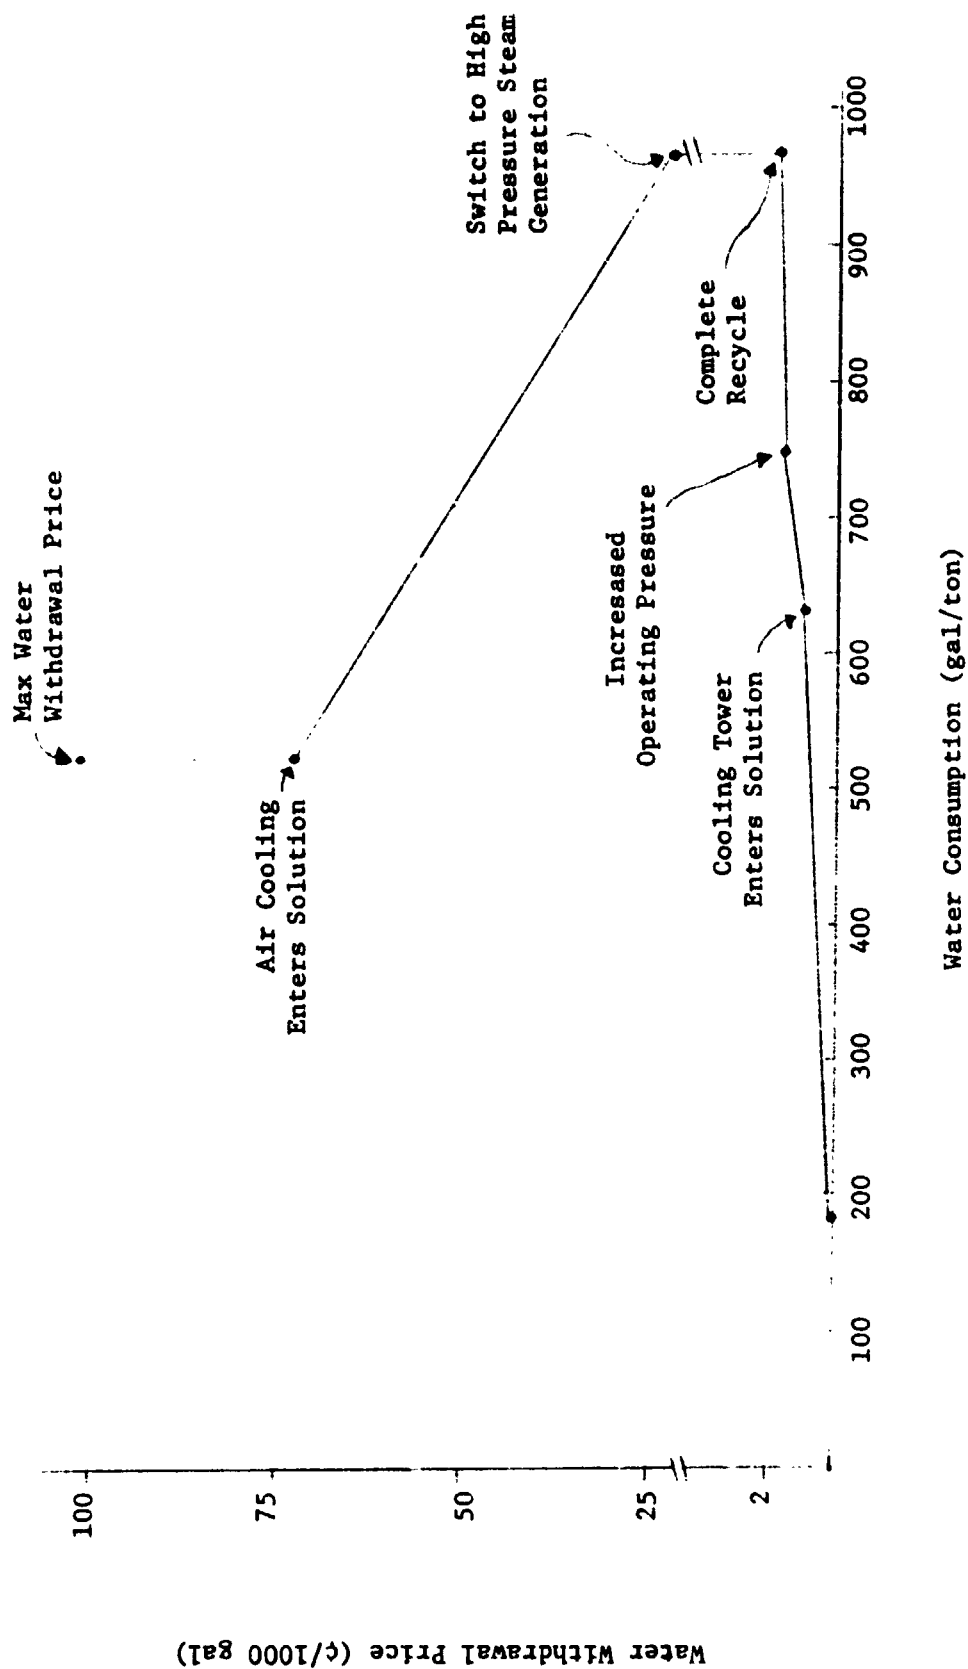 Max Water
Withdrawal Price
Switch to High
Pressure Steam
Generation
Air Cooling
Enters Solution
Increased
Operating Pressure
Complete
Recycle
Cooling Tower
Enters Solution
100
75
50
25
2
100
200
300
400
500
600
700
800
900
1000
Water Consumption (gal/ton)
Water Withdrawal Price (¢/1000 gal)